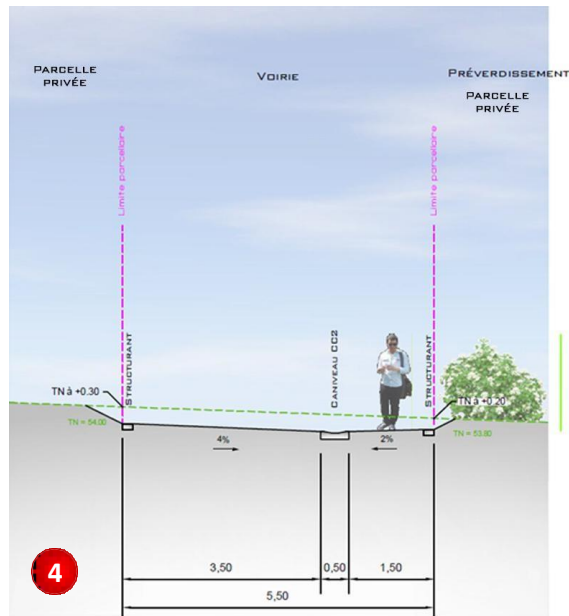 PARCELLE
PRIVÉE
VOIRIE
PRÉVERDISSEMENT
PARCELLE
PRIVÉE
Limite parcellaire
Limite parcellaire
STRUCTURANT
CANIVEAU CC2
STRUCTURANT
TN à +0.30
TN à +0.20
TN = 54.00
TN = 53.80
4%
2%
3,50
0,50
1,50
5,50
4